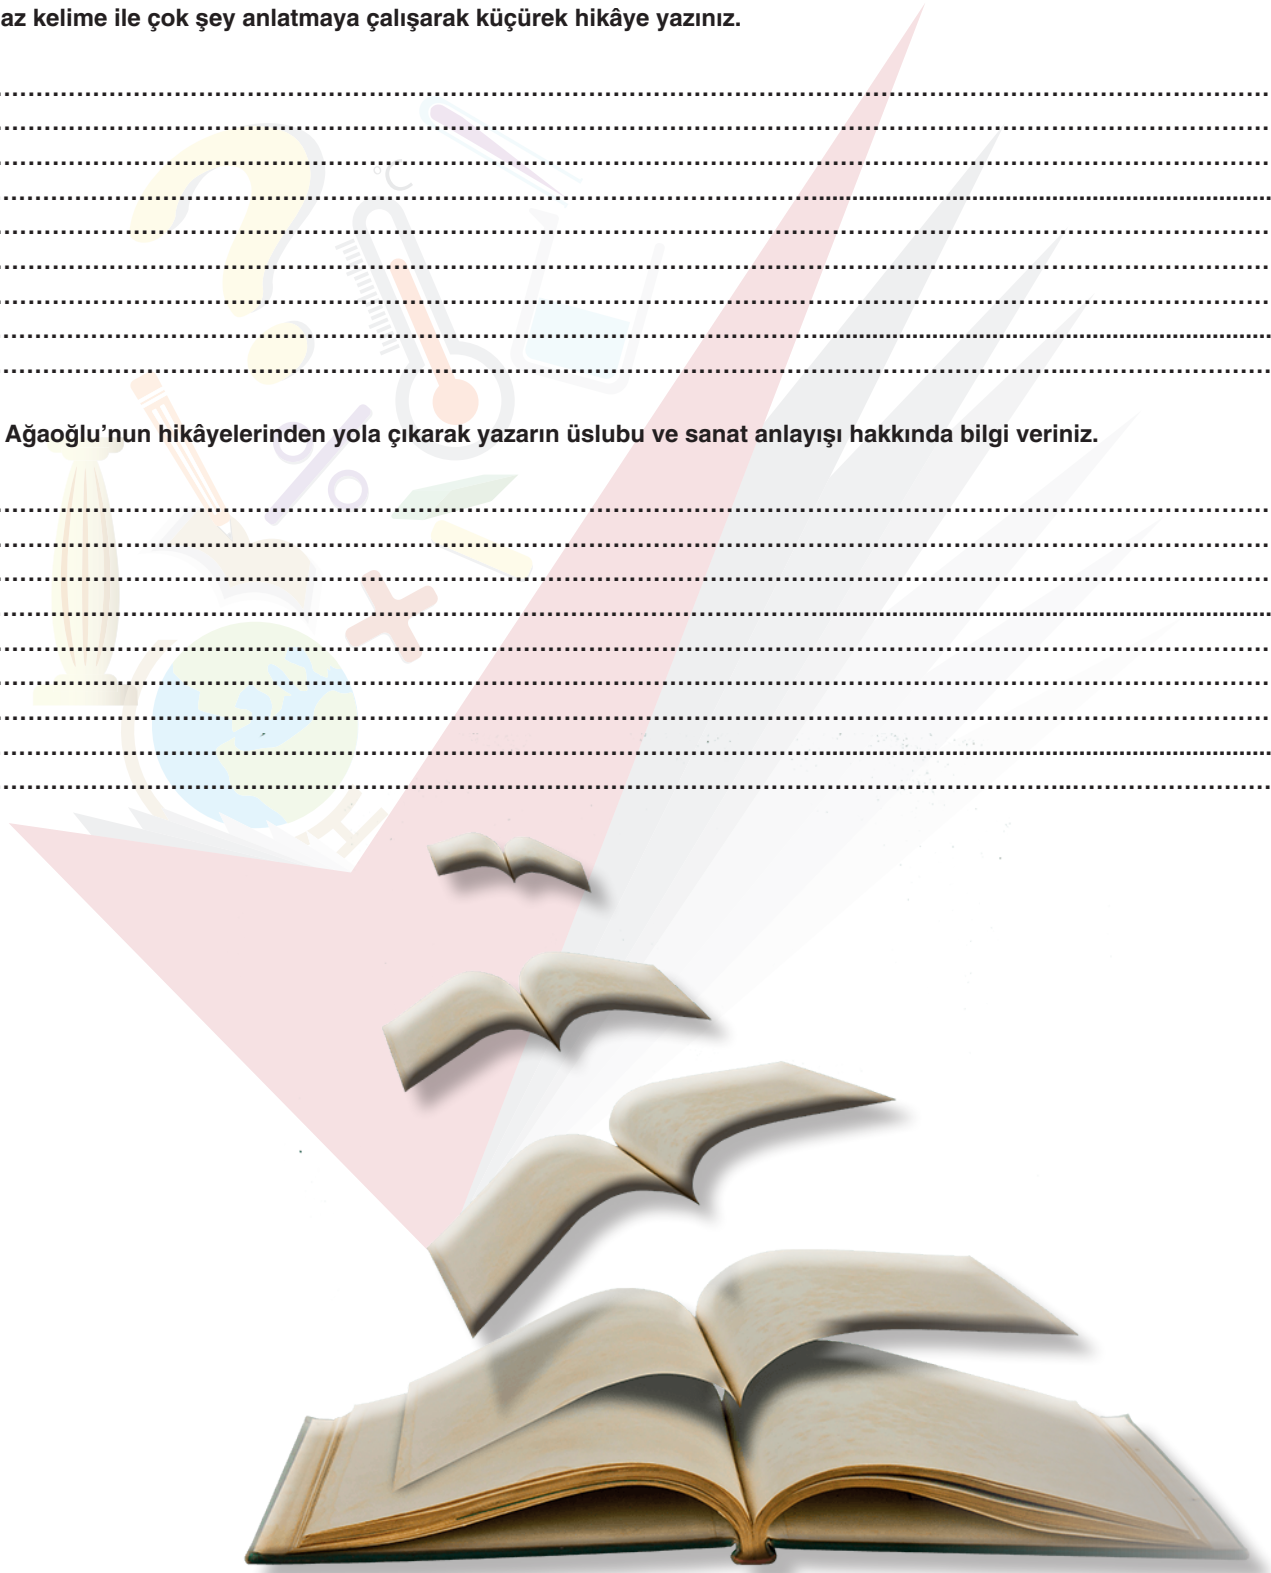 az kelime ile çok şey anlatmaya çalışarak küçürek hikâye yazınız.
°C
Ağaoğlu’nun hikâyelerinden yola çıkarak yazarın üslubu ve sanat anlayışı hakkında bilgi veriniz.